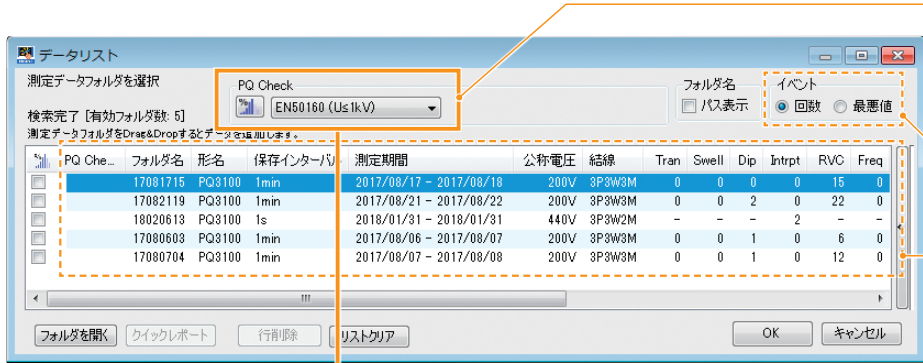 データリスト
測定データフォルダを選択
PQ Check
フォルダ名
イベント
EN50160 (U≤1kV)
パス表示
回数
最悪値
検索完了 [有効フォルダ数: 5]
測定データフォルダをDrag&Dropするとデータを追加します。
PQ Che... フォルダ名 形名 保存インターバル 測定期間 公称電圧 結線 Tran Swell Dip Intrpt RVC Freq
17081715 PQ3100 1min 2017/08/17 - 2017/08/18 200V 3P3W3M 0 0 0 0 15 0
17082119 PQ3100 1min 2017/08/21 - 2017/08/22 200V 3P3W3M 0 0 2 0 22 0
18020613 PQ3100 1s 2018/01/31 - 2018/01/31 440V 3P3W2M - - - 2 - -
17080603 PQ3100 1min 2017/08/06 - 2017/08/07 200V 3P3W3M 0 0 1 0 6 0
17080704 PQ3100 1min 2017/08/07 - 2017/08/08 200V 3P3W3M 0 0 1 0 12 0
フォルダを開く
クイックレポート
行削除
リストクリア
OK
キャンセル